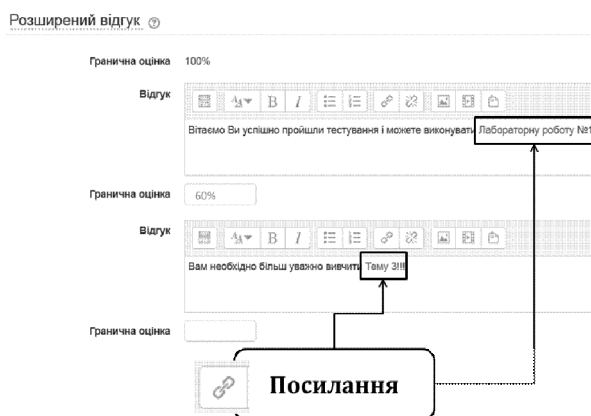 Розширений відгук
Гранична оцінка 100%
Відгук
Вітаємо Ви успішно пройшли тестування і можете виконувати Лабораторну роботу №1
Гранична оцінка 60%
Відгук
Вам необхідно більш уважно вивчити Тему 3!!!
Гранична оцінка
Посилання